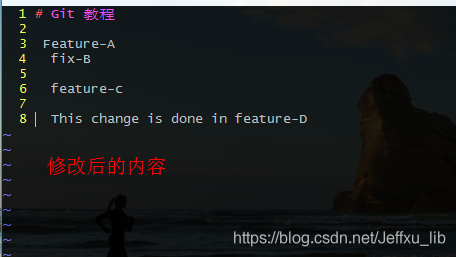 1 # Git 教程
2
3 Feature-A
4 fix-B
5
6 feature-c
7
8 This change is done in feature-D
~
~
修改后的内容
~
~
~
~
~
~
https://blog.csdn.net/Jeffxu_lib